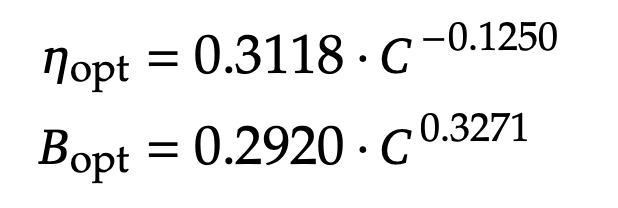 η_opt = 0.3118 · C^−0.1250
B_opt = 0.2920 · C^0.3271